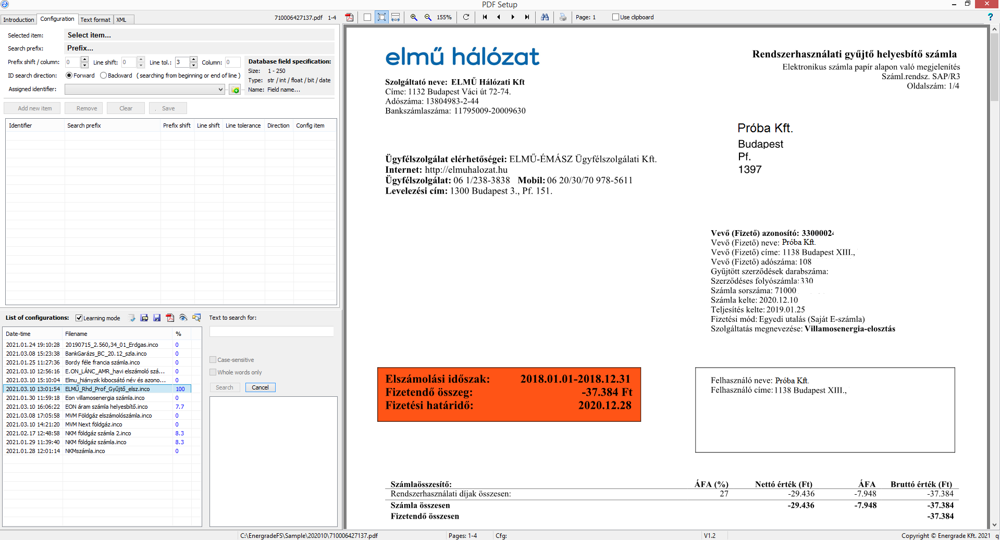 PDF Setup
Introduction Configuration Text format XML 710006427137.pdf 1-4 155% Page: 1 Use clipboard ?
Selected item: Select item...
Search prefix: Prefix...
Prefix shift / column: 0 Line shift: 0 Line tol.: 3 Column: 0
ID search direction: Forward Backward ( searching from beginning or end of line )
Assigned identifier:
Database field specification:
Size: 1 - 250
Type: str / int / float / bit / date
Name: Field name...
Add new item Remove Clear Save
Identifier Search prefix Prefix shift Line shift Line tolerance Direction Config item
List of configurations: Learning mode
Date-time Filename %
2021.01.24 19:10:28 20190715_2.560,34_01_Erdgas.inco 0
2021.03.08 15:23:38 BankGarázs_BC_20.12_szla.inco 0
2021.01.25 11:27:36 Bordy féle francia számla.inco 0
2021.03.10 12:56:16 E.ON_LÁNC_AMR_havi elszámoló szá... 0
2021.03.10 15:10:04 Elmu_hiányzik kibocsátó név és azono... 0
2021.03.10 13:01:54 ELMŰ_Rhd_Prof_Gyűjtő_elsz.inco 100
2021.01.30 11:59:18 Eon villamosenergia számla.inco 0
2021.03.10 16:06:22 EON áram számla helyesbítő.inco 7.7
2021.03.08 17:05:58 MVM Földgáz elszámolószámla.inco 0
2021.03.10 14:21:20 MVM Next földgáz.inco 0
2021.02.17 12:48:58 NKM földgáz számla 2.inco 8.3
2021.01.29 11:39:40 NKM földgáz számla.inco 8.3
2021.01.28 12:01:14 NKMszámla.inco 0
Text to search for:
Case-sensitive
Whole words only
Search Cancel
elmű hálózat
Szolgáltató neve: ELMŰ Hálózati Kft
Címe: 1132 Budapest Váci út 72-74.
Adószáma: 13804983-2-44
Bankszámlaszáma: 11795009-20009630
Rendszerhasználati gyűjtő helyesbítő számla
Elektronikus számla papír alapon való megjelenítés
Száml.rendsz. SAP/R3
Oldalszám: 1/4
Próba Kft.
Budapest
Pf.
1397
Ügyfélszolgálat elérhetőségei: ELMŰ-ÉMÁSZ Ügyfélszolgálati Kft.
Internet: http://elmuhalozat.hu
Ügyfélszolgálat: 06 1/238-3838 Mobil: 06 20/30/70 978-5611
Levelezési cím: 1300 Budapest 3., Pf. 151.
Vevő (Fizető) azonosító: 3300002
Vevő (Fizető) neve: Próba Kft.
Vevő (Fizető) címe: 1138 Budapest XIII.,
Vevő (Fizető) adószáma: 108
Gyűjtött szerződések darabszáma:
Szerződéses folyószámla: 330
Számla sorszáma: 71000
Számla kelte: 2020.12.10
Teljesítés kelte: 2019.01.25
Fizetési mód: Egyedi utalás (Saját E-számla)
Szolgáltatás megnevezése: Villamosenergia-elosztás
Elszámolási időszak: 2018.01.01-2018.12.31
Fizetendő összeg: -37.384 Ft
Fizetési határidő: 2020.12.28
Felhasználó neve: Próba Kft.
Felhasználó címe: 1138 Budapest XIII.,
Számlaösszesítő: ÁFA (%) Nettó érték (Ft) ÁFA Bruttó érték (Ft)
Rendszerhasználati díjak összesen: 27 -29.436 -7.948 -37.384
Számla összesen -29.436 -7.948 -37.384
Fizetendő összesen -37.384
C:\EnergradeFS\Sample\202010\710006427137.pdf Pages: 1-4 Cfg: V1.2 Copyright © Energrade Kft. 2021 q